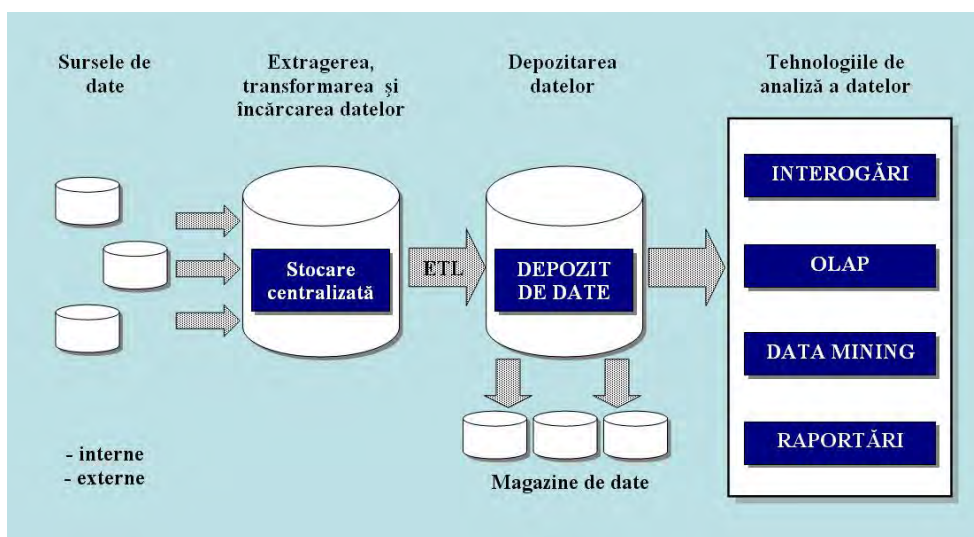 Sursele de
date
Extragerea,
transformarea şi
încărcarea datelor
Depozitarea
datelor
Tehnologiile de
analiză a datelor
Stocare
centralizată
ETL
DEPOZIT
DE DATE
INTEROGĂRI
OLAP
DATA MINING
RAPORTĂRI
- interne
- externe
Magazine de date